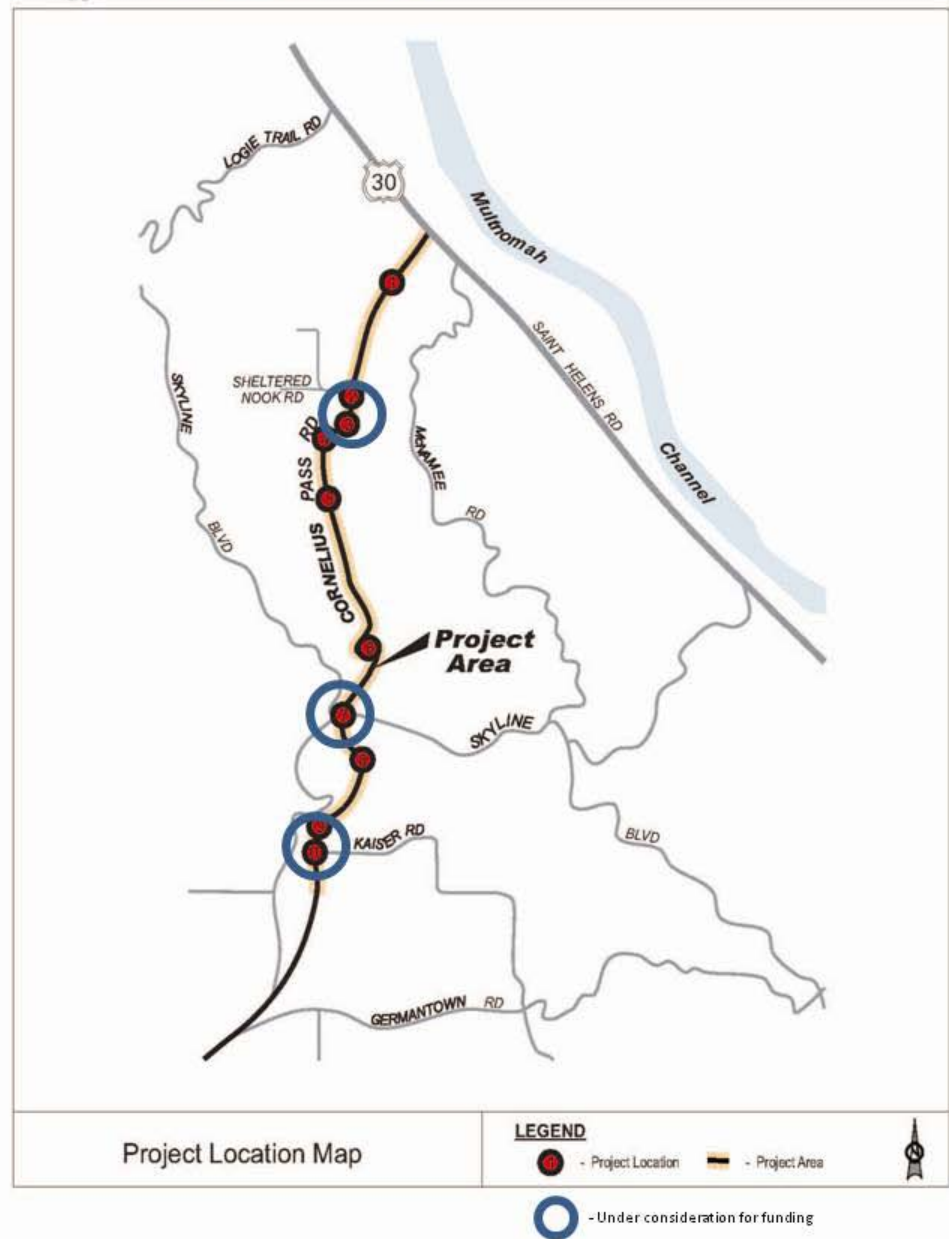 LOGIE TRAIL RD
30
Multnomah
SAINT HELENS RD
SHELTERED
NOOK RD
SKYLINE
BLVD
McNAMEE
RD
Channel
CORNELIUS PASS RD
Project
Area
SKYLINE
BLVD
KAISER RD
GERMANTOWN RD
Project Location Map
LEGEND
- Project Location
- Project Area
N
- Under consideration for funding